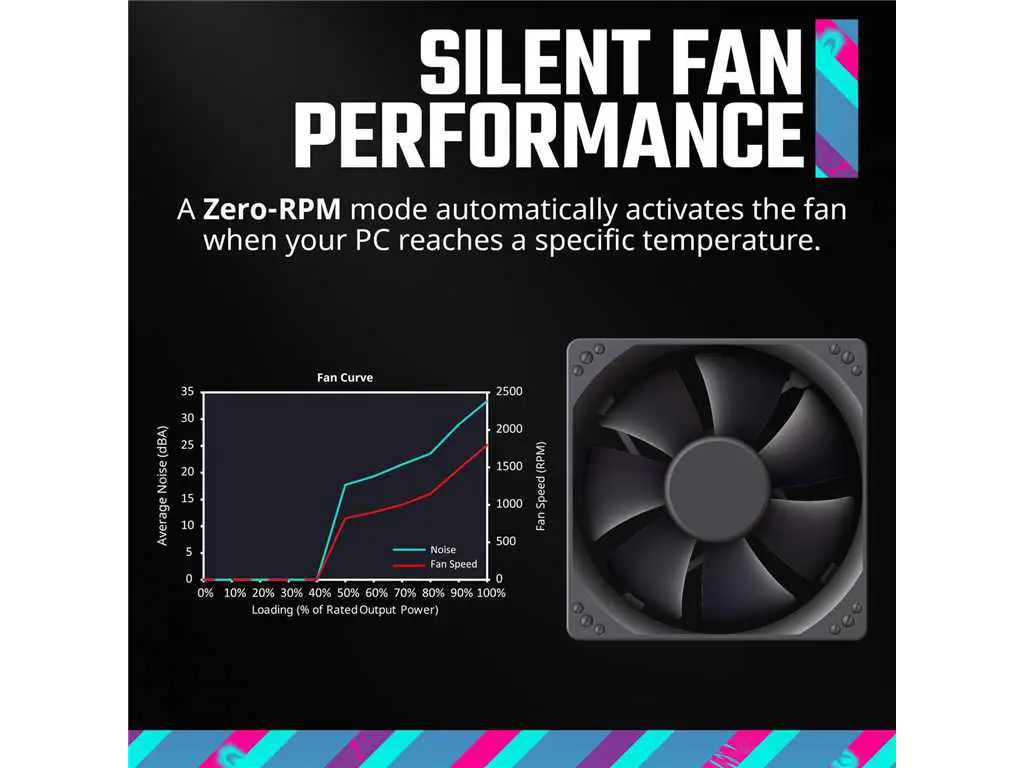 SILENT FAN
PERFORMANCE
A Zero-RPM mode automatically activates the fan
when your PC reaches a specific temperature.
Fan Curve
35
30
25
20
15
10
5
0
Average Noise (dBA)
2500
2000
1500
1000
500
0
Fan Speed (RPM)
Noise
Fan Speed
0% 10% 20% 30% 40% 50% 60% 70% 80% 90% 100%
Loading (% of Rated Output Power)